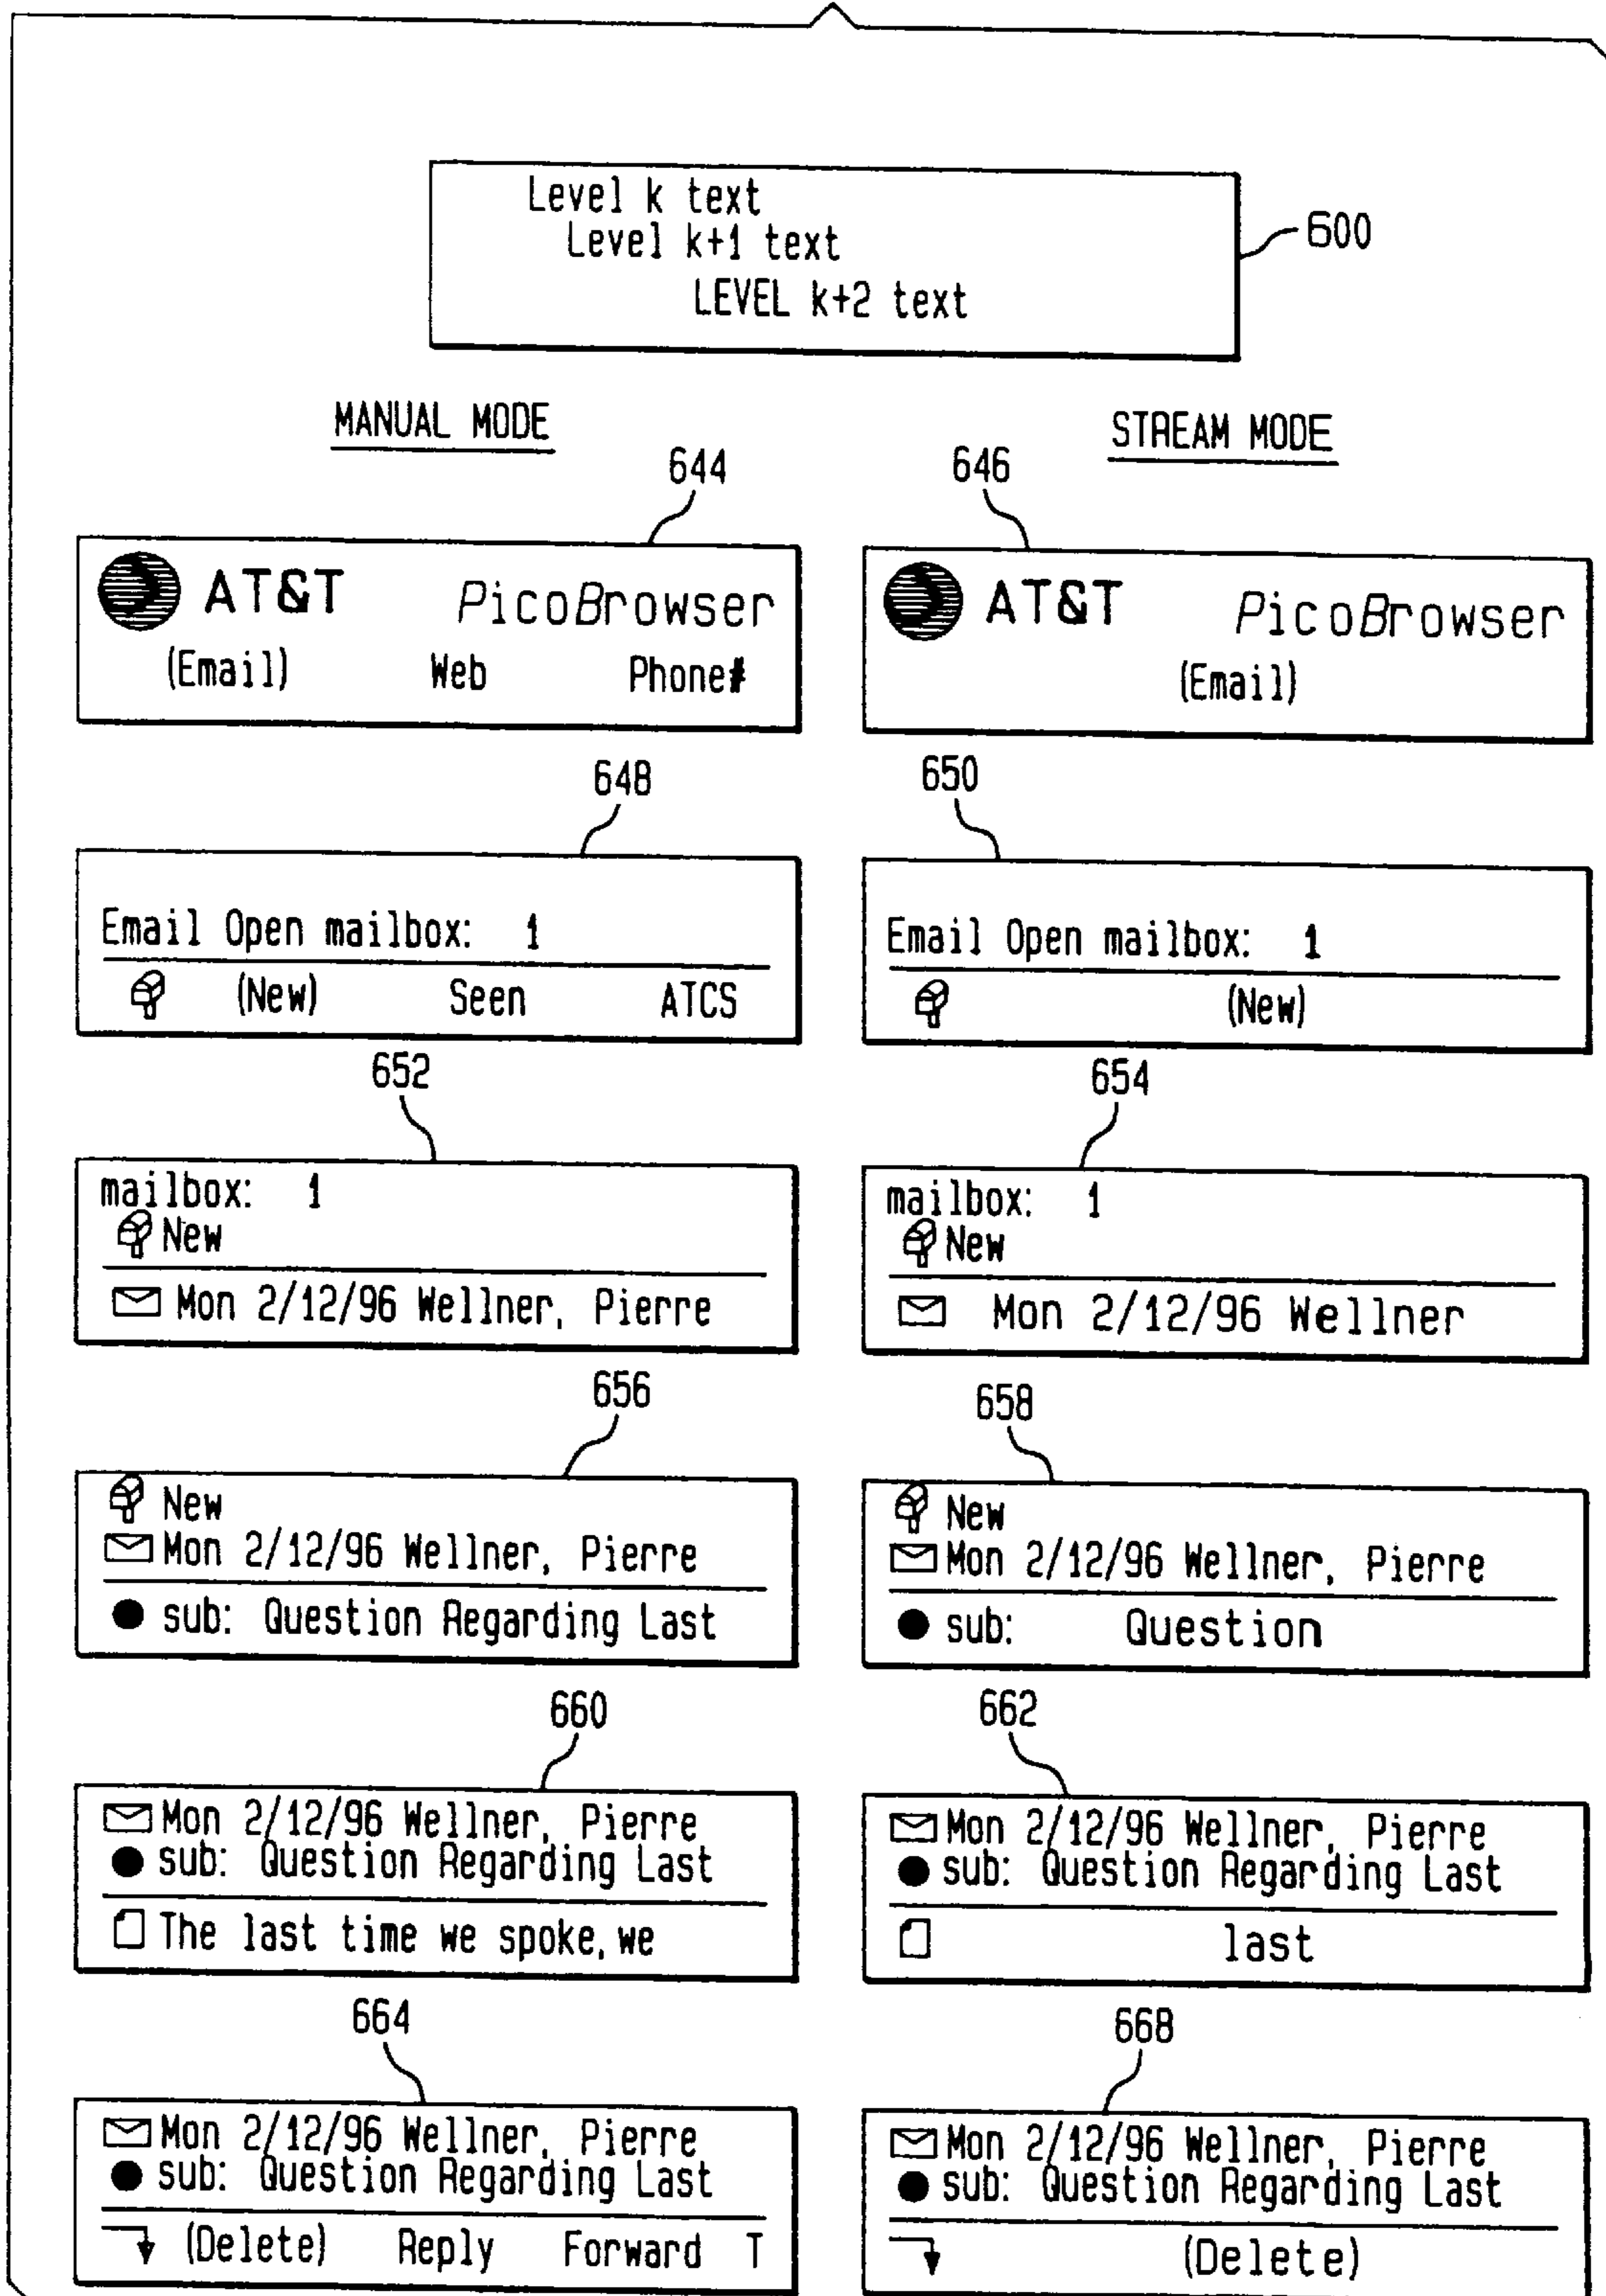 Level k text
Level k+1 text
LEVEL k+2 text
600
MANUAL MODE
STREAM MODE
644
646
AT&T PicoBrowser
(Email) Web Phone#
AT&T PicoBrowser
(Email)
648
650
Email Open mailbox: 1
(New) Seen ATCS
Email Open mailbox: 1
(New)
652
654
mailbox: 1
New
Mon 2/12/96 Wellner, Pierre
mailbox: 1
New
Mon 2/12/96 Wellner
656
658
New
Mon 2/12/96 Wellner, Pierre
sub: Question Regarding Last
New
Mon 2/12/96 Wellner, Pierre
sub: Question
660
662
Mon 2/12/96 Wellner, Pierre
sub: Question Regarding Last
The last time we spoke, we
Mon 2/12/96 Wellner, Pierre
sub: Question Regarding Last
last
664
668
Mon 2/12/96 Wellner, Pierre
sub: Question Regarding Last
(Delete) Reply Forward T
Mon 2/12/96 Wellner, Pierre
sub: Question Regarding Last
(Delete)